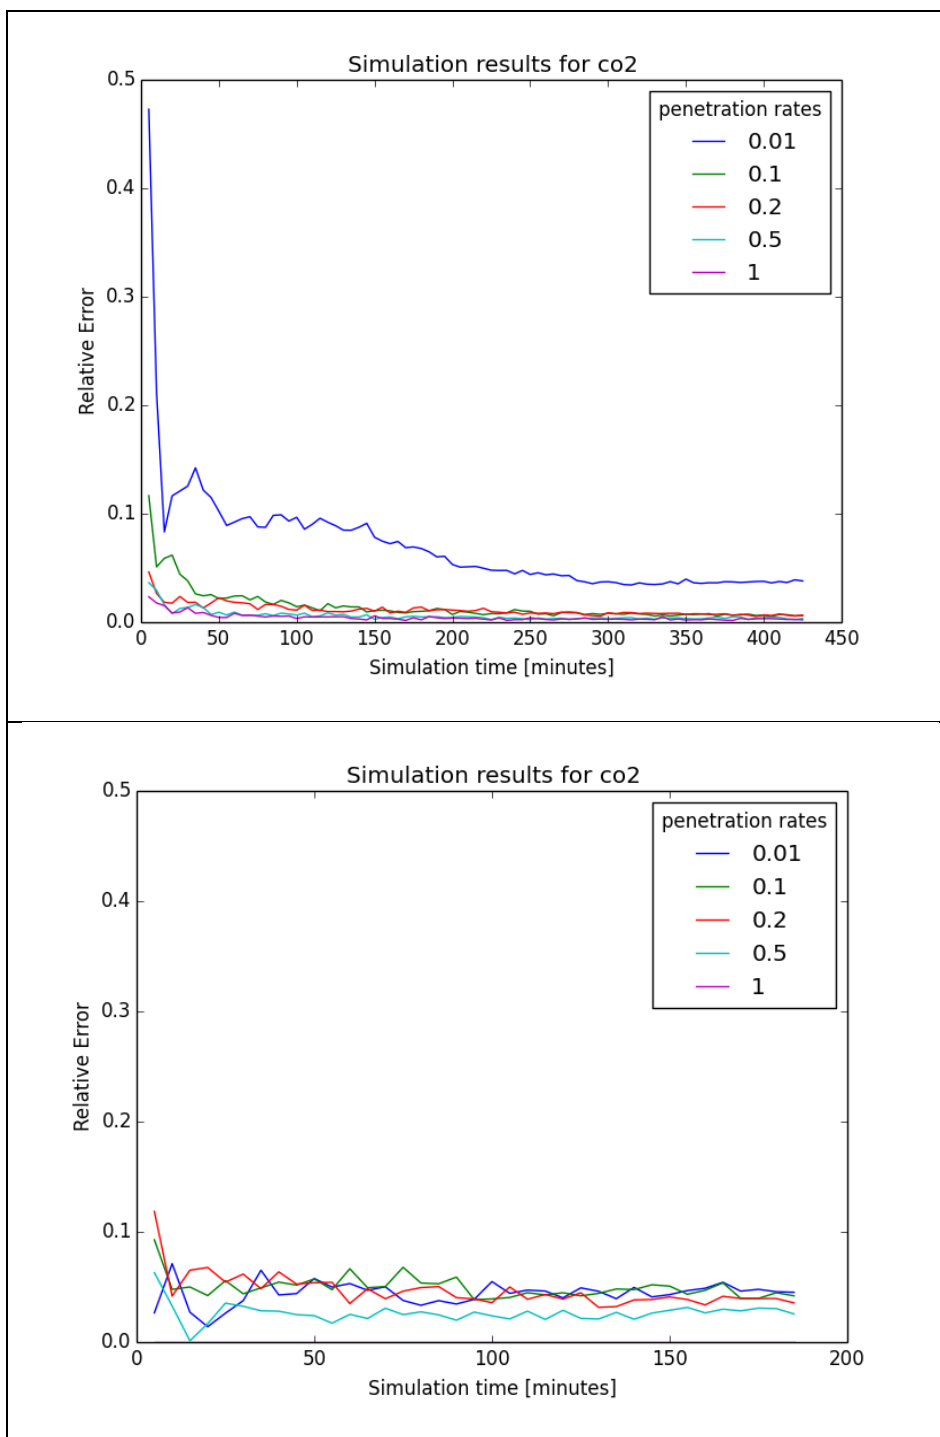 Simulation results for co2
0.5
0.4
0.3
0.2
0.1
0.0
Relative Error
penetration rates
0.01
0.1
0.2
0.5
1
0 50 100 150 200 250 300 350 400 450
Simulation time [minutes]
Simulation results for co2
0.5
0.4
0.3
0.2
0.1
0.0
Relative Error
penetration rates
0.01
0.1
0.2
0.5
1
0 50 100 150 200
Simulation time [minutes]